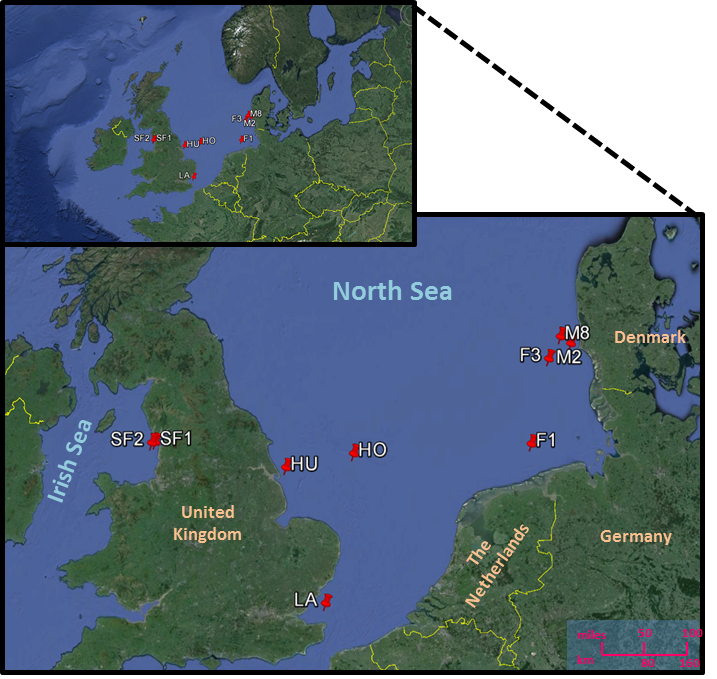 M8
F3
M2
SF2 SF1
HU HO
F1
LA
North Sea
M8
Denmark
F3 M2
SF2 SF1
F1
HO
HU
Irish Sea
United
Kingdom
The
Netherlands
Germany
LA
miles 50 100
km 80 160